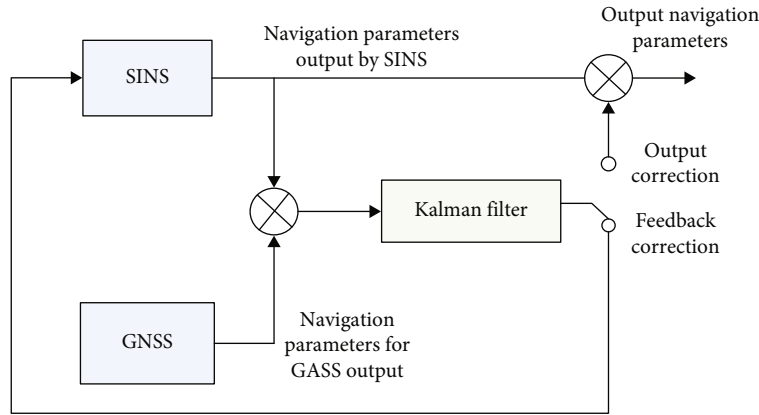 Output navigation
parameters
Navigation parameters
output by SINS
SINS
Output
correction
Kalman filter
Feedback
correction
GNSS
Navigation
parameters for
GASS output